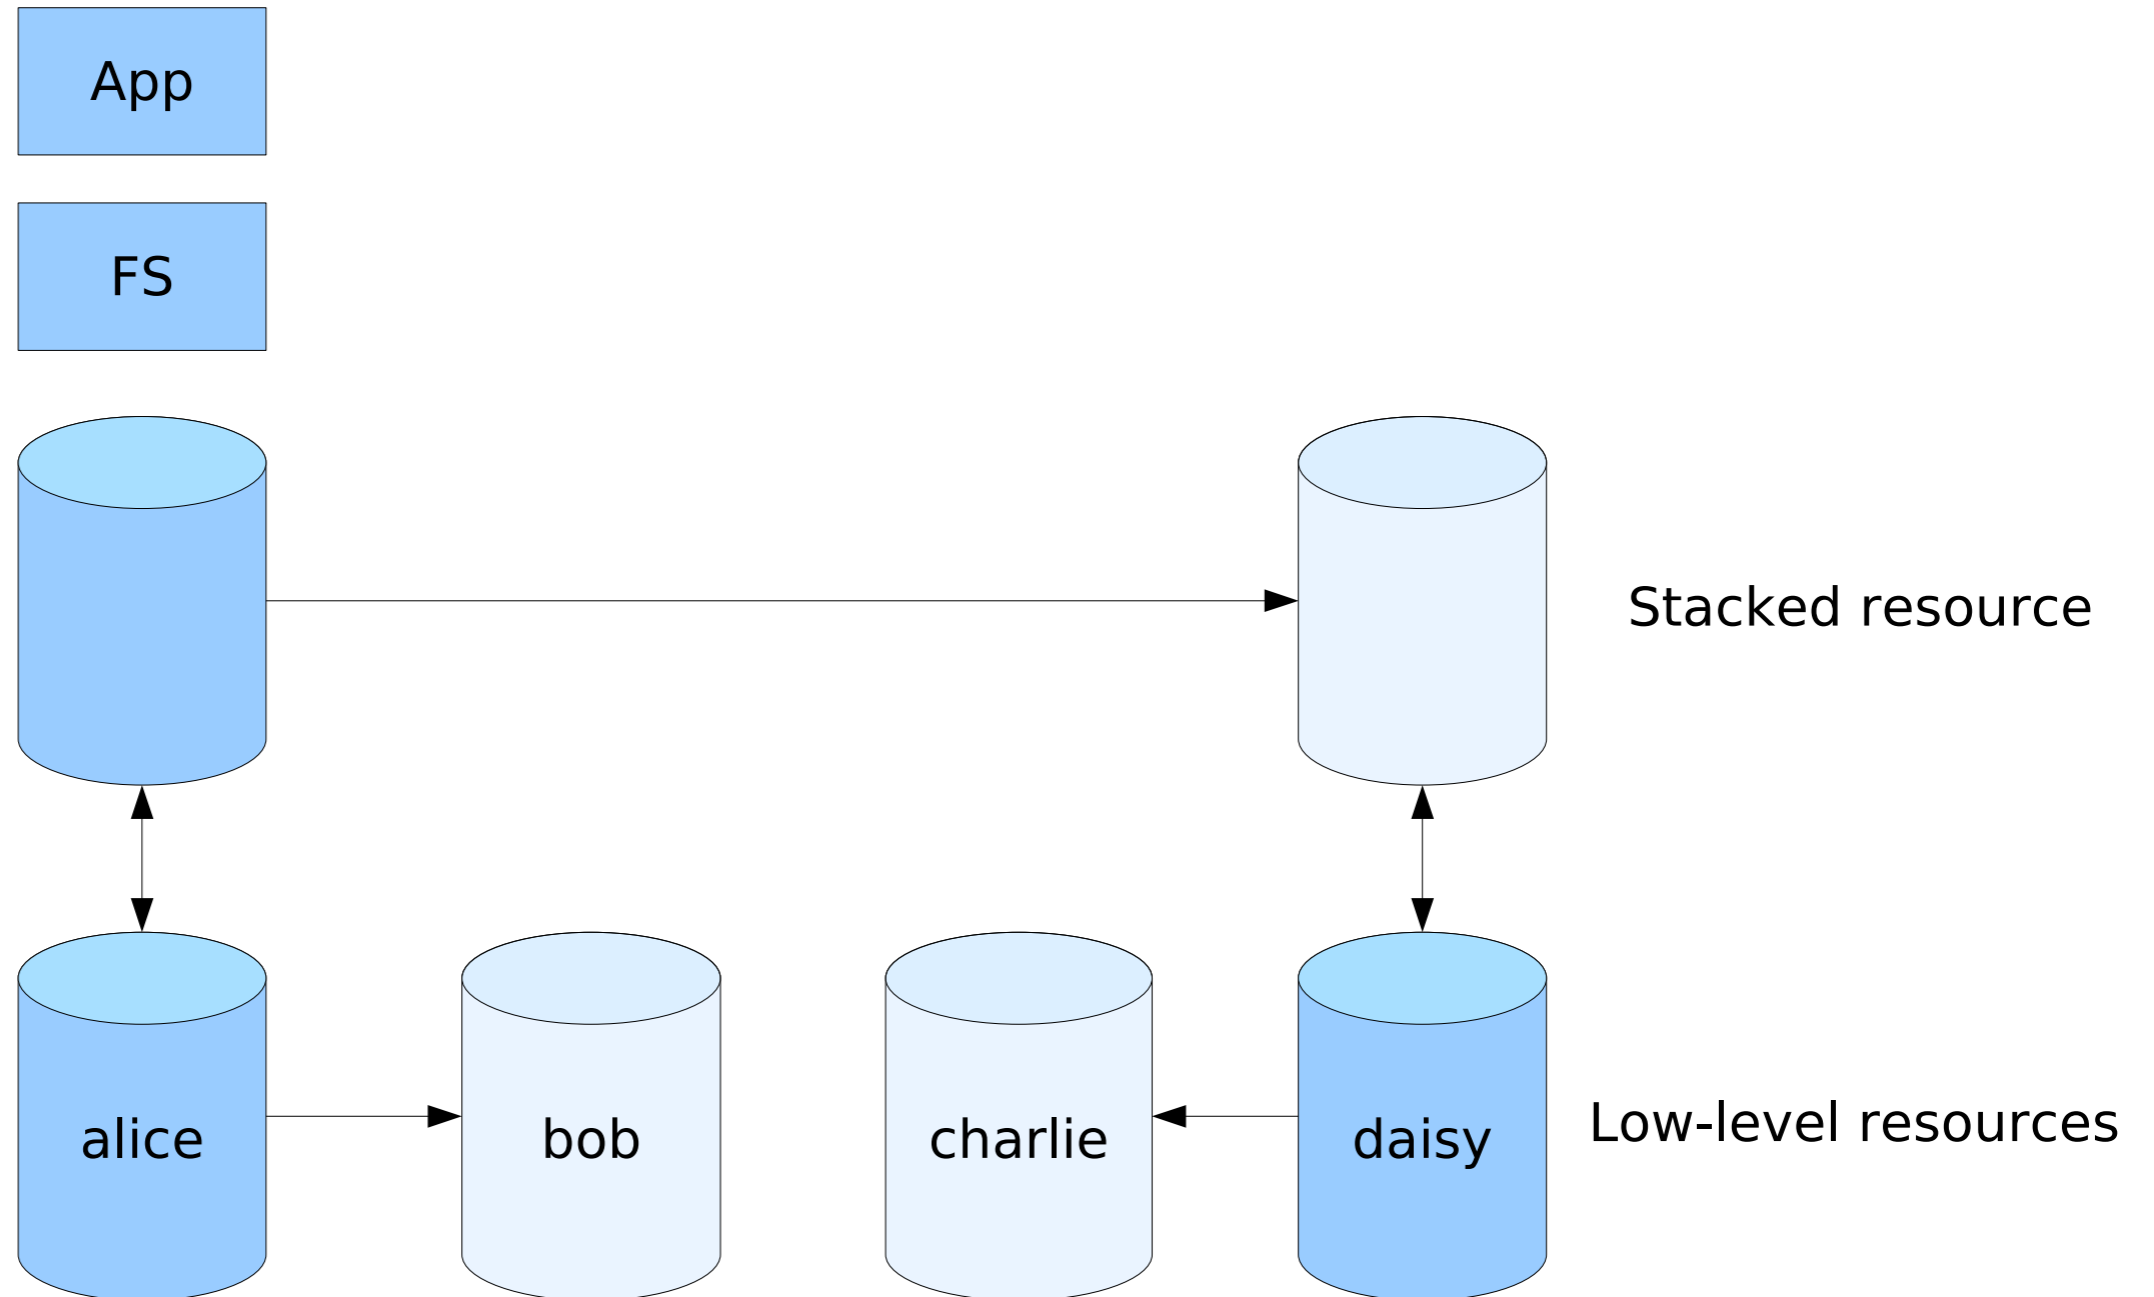 App
FS
Stacked resource
alice
bob
charlie
daisy
Low-level resources